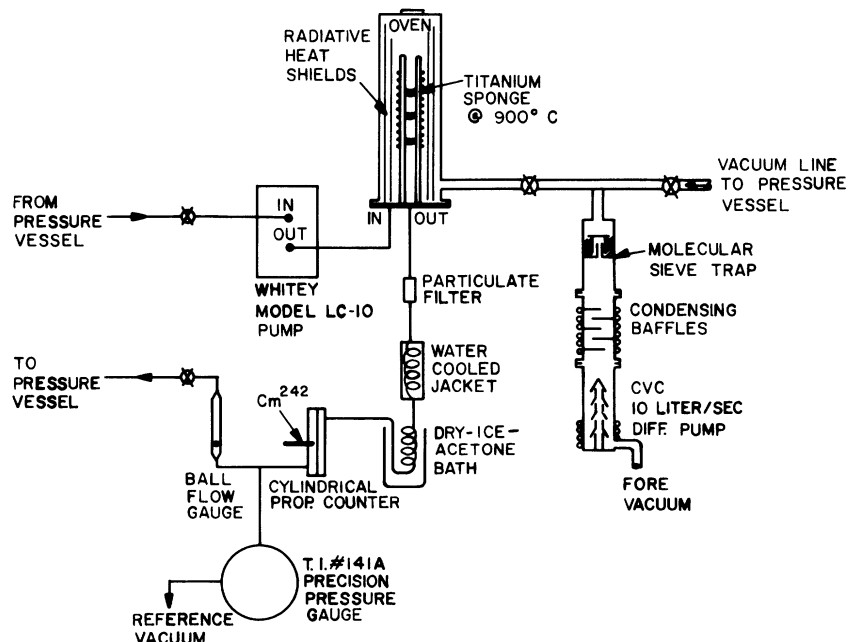 OVEN
RADIATIVE
HEAT
SHIELDS
TITANIUM
SPONGE
@ 900° C
VACUUM LINE
TO PRESSURE
VESSEL
FROM
PRESSURE
VESSEL
IN
OUT
IN OUT
WHITEY
MODEL LC-10
PUMP
PARTICULATE
FILTER
MOLECULAR
SIEVE TRAP
CONDENSING
BAFFLES
WATER
COOLED
JACKET
TO
PRESSURE
VESSEL
Cm242
CVC
10 LITER/SEC
DIFF. PUMP
DRY-ICE-
ACETONE
BATH
BALL
FLOW
GAUGE
CYLINDRICAL
PROP. COUNTER
FORE
VACUUM
T.I.#141A
PRECISION
PRESSURE
GAUGE
REFERENCE
VACUUM